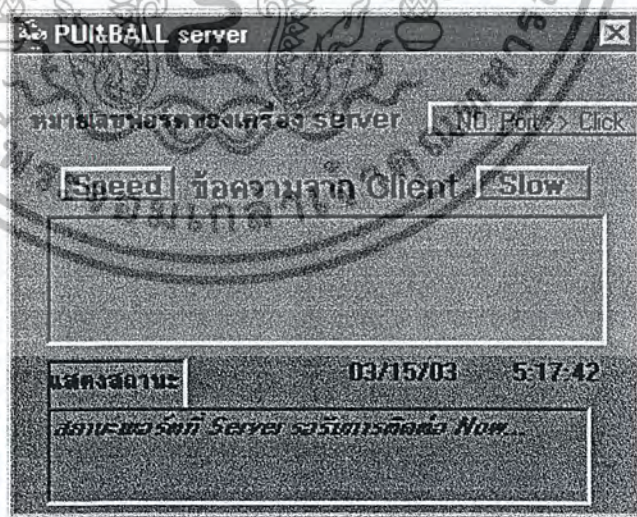 PUI&BALL server
หมายเลขพอร์ตของเครื่อง server NO Port>> Click
Speed ข้อความจาก Client Slow
แสดงสถานะ 03/15/03 5:17:42
สถานะพอร์ตที่ Server รอรับการติดต่อ Now...